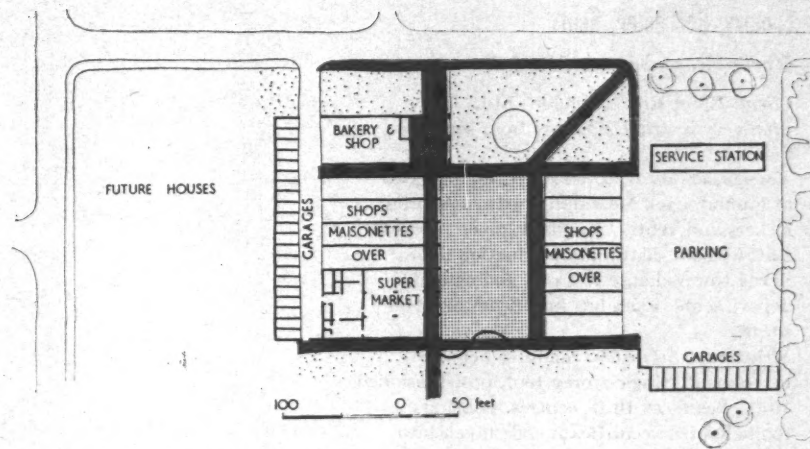 BAKERY &
SHOP
SERVICE STATION
FUTURE HOUSES
GARAGES
SHOPS
MAISONETTES
OVER
SUPER
MARKET
SHOPS
MAISONETTES
OVER
PARKING
GARAGES
100 0 50 feet